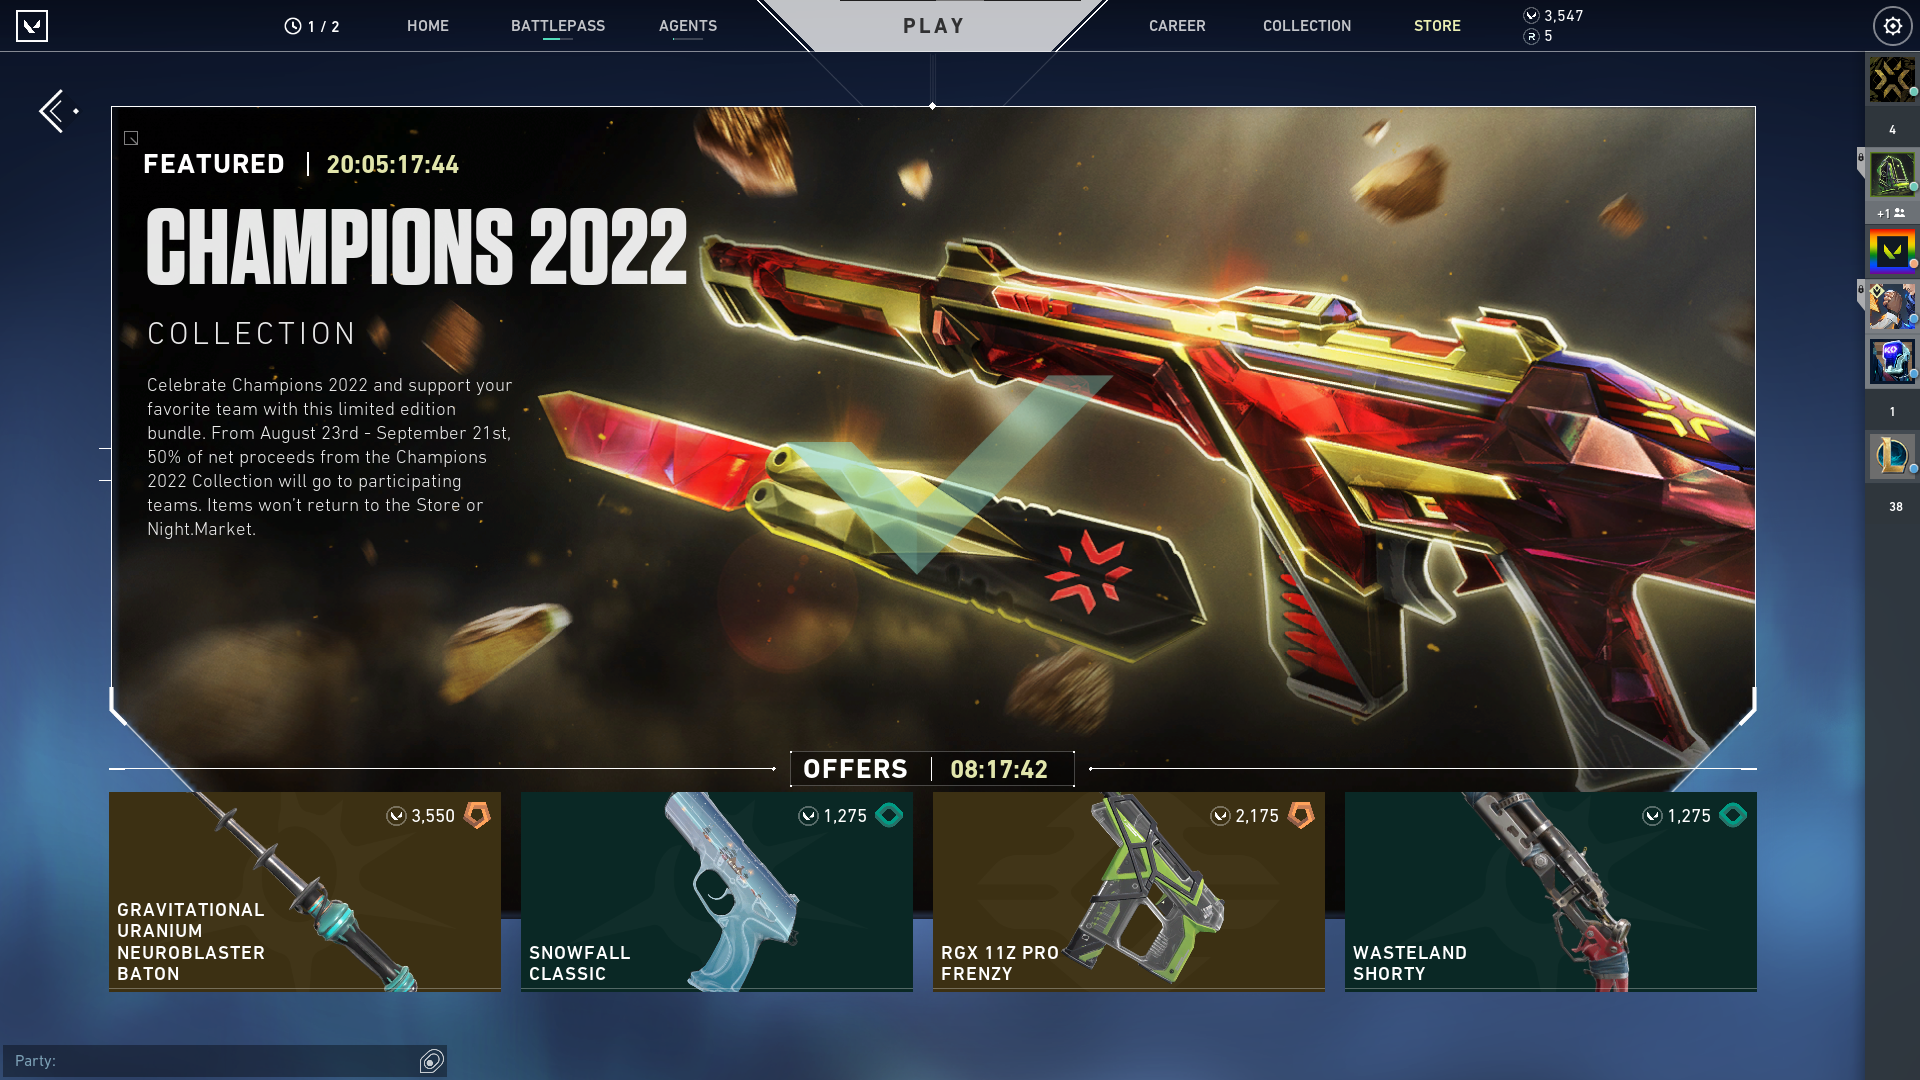 1 / 2
HOME
BATTLEPASS
AGENTS
PLAY
CAREER
COLLECTION
STORE
3,547
R 5
FEATURED | 20:05:17:44
CHAMPIONS 2022
COLLECTION
Celebrate Champions 2022 and support your
favorite team with this limited edition
bundle. From August 23rd - September 21st,
50% of net proceeds from the Champions
2022 Collection will go to participating
teams. Items won't return to the Store or
Night.Market.
4
+1
1
38
OFFERS | 08:17:42
3,550
GRAVITATIONAL
URANIUM
NEUROBLASTER
BATON
1,275
SNOWFALL
CLASSIC
2,175
RGX 11Z PRO
FRENZY
1,275
WASTELAND
SHORTY
Party: